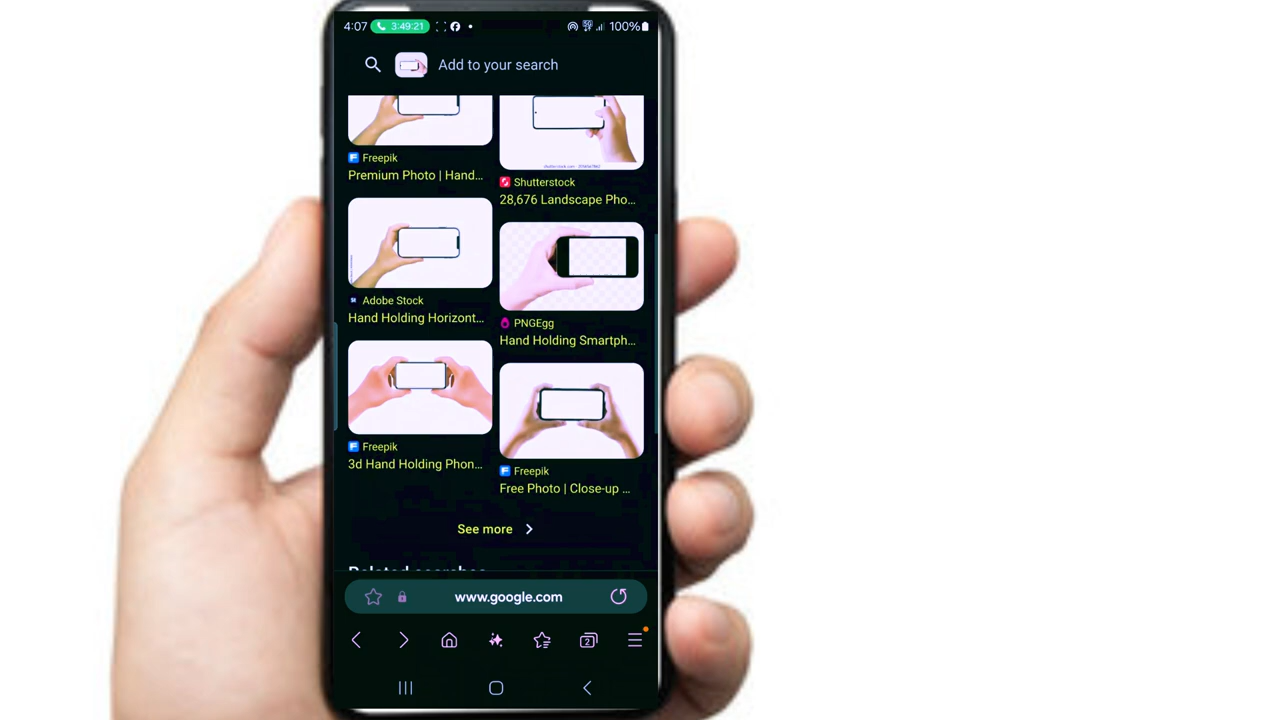 4:07 3:49:21 100%
Add to your search
Freepik
Premium Photo | Hand...
Shutterstock
28,676 Landscape Pho...
Adobe Stock
Hand Holding Horizont...
PNGEgg
Hand Holding Smartph...
Freepik
3d Hand Holding Phon...
Freepik
Free Photo | Close-up ...
See more
Related searches
www.google.com
2